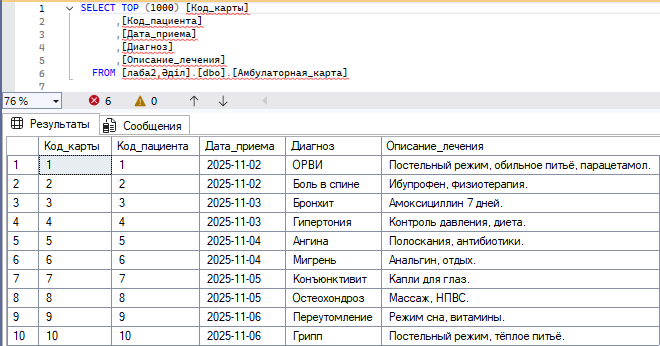 1 SELECT TOP (1000) [Код_карты]
2 ,[Код_пациента]
3 ,[Дата_приема]
4 ,[Диагноз]
5 ,[Описание_лечения]
6 FROM [лаба2,Әділ].[dbo].[Амбулаторная_карта]
7
76 % 6 0
Результаты Сообщения
Код_карты Код_пациента Дата_приема Диагноз Описание_лечения
1 1 1 2025-11-02 ОРВИ Постельный режим, обильное питьё, парацетамол.
2 2 2 2025-11-02 Боль в спине Ибупрофен, физиотерапия.
3 3 3 2025-11-03 Бронхит Амоксициллин 7 дней.
4 4 4 2025-11-03 Гипертония Контроль давления, диета.
5 5 5 2025-11-04 Ангина Полоскания, антибиотики.
6 6 6 2025-11-04 Мигрень Анальгин, отдых.
7 7 7 2025-11-05 Конъюнктивит Капли для глаз.
8 8 8 2025-11-05 Остеохондроз Массаж, НПВС.
9 9 9 2025-11-06 Переутомление Режим сна, витамины.
10 10 10 2025-11-06 Грипп Постельный режим, тёплое питьё.